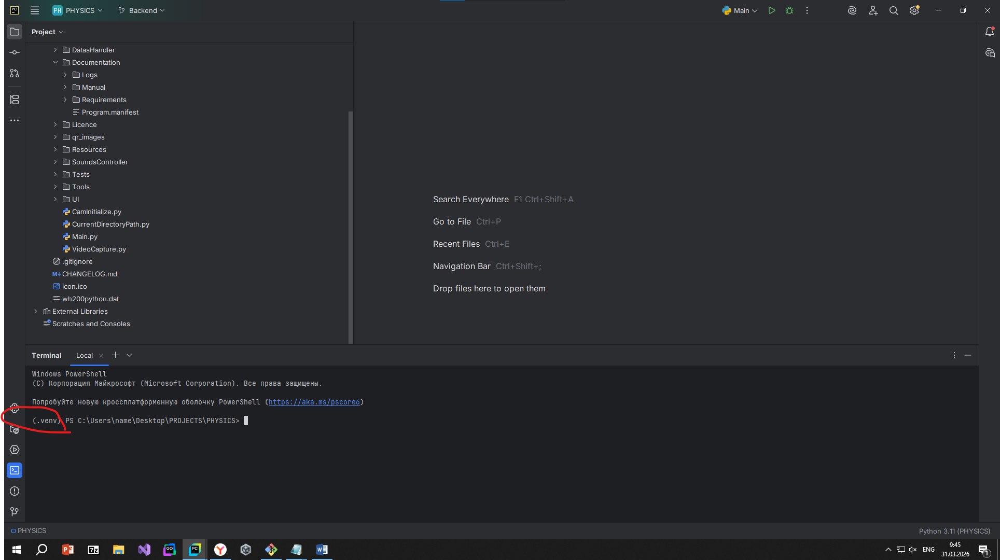 PC
PH PHYSICS
Backend
Main
Project
DatasHandler
Documentation
Logs
Manual
Requirements
Program.manifest
Licence
qr_images
Resources
SoundsController
Tests
Tools
UI
CamInitialize.py
CurrentDirectoryPath.py
Main.py
VideoCapture.py
.gitignore
M↓ CHANGELOG.md
icon.ico
wh200python.dat
External Libraries
Scratches and Consoles
Search Everywhere F1 Ctrl+Shift+A
Go to File Ctrl+P
Recent Files Ctrl+E
Navigation Bar Ctrl+Shift+;
Drop files here to open them
Terminal Local
Windows PowerShell
(C) Корпорация Майкрософт (Microsoft Corporation). Все права защищены.
Попробуйте новую кроссплатформенную оболочку PowerShell (https://aka.ms/pscore6)
(.venv) PS C:\Users\name\Desktop\PROJECTS\PHYSICS>
PHYSICS
Python 3.11 (PHYSICS)
P 7z GO PC Y W
ENG
9:45
31.03.2026
1